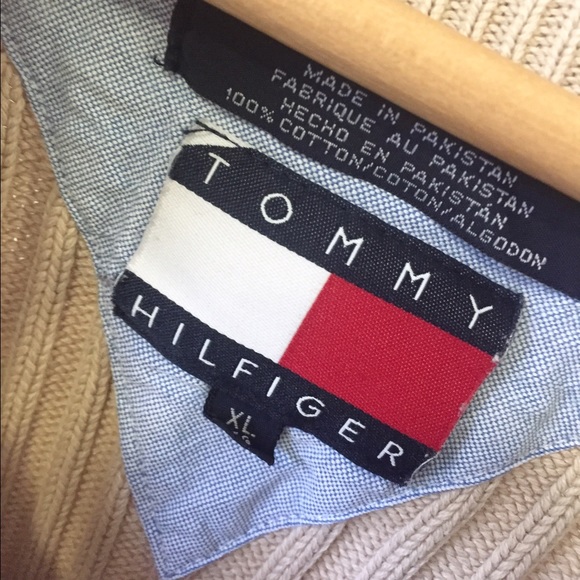 MADE IN PAKISTAN
FABRIQUE AU PAKISTAN
HECHO EN PAKISTAN
100% COTTON/COTON/ALGODON
TOMMY
HILFIGER
XL